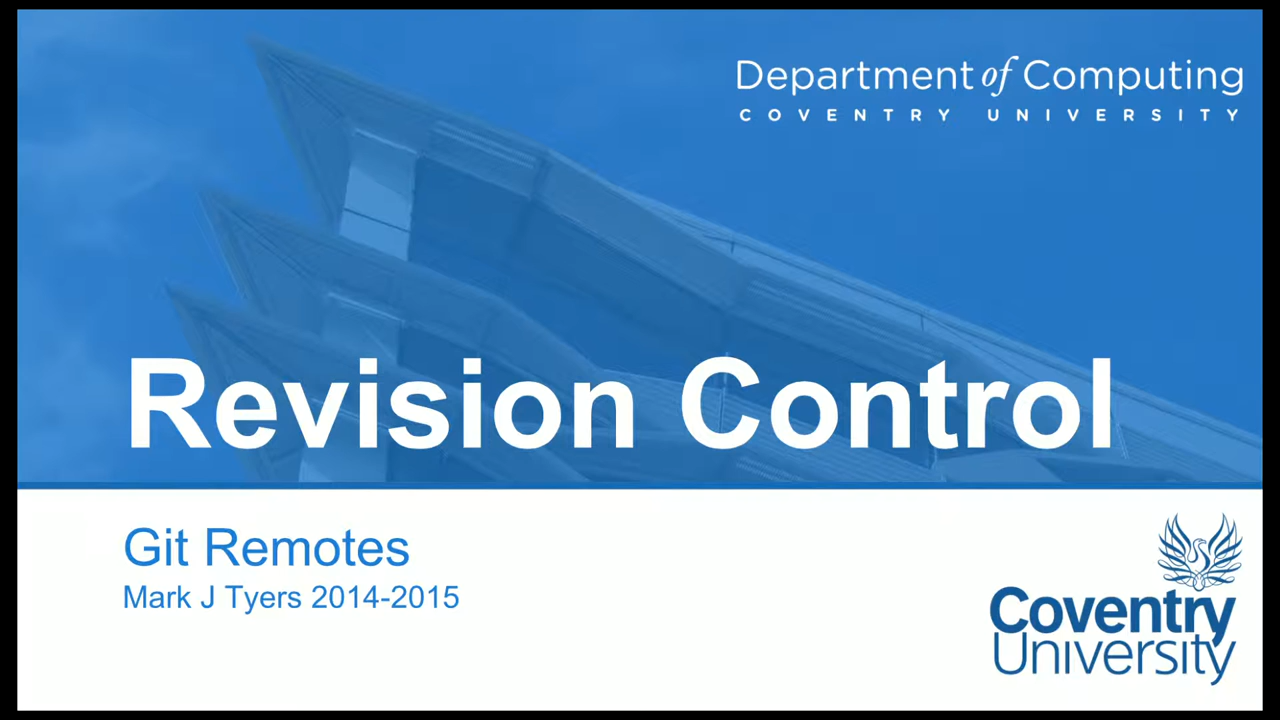 Department of Computing
COVENTRY UNIVERSITY
Revision Control
Git Remotes
Mark J Tyers 2014-2015
Coventry
University